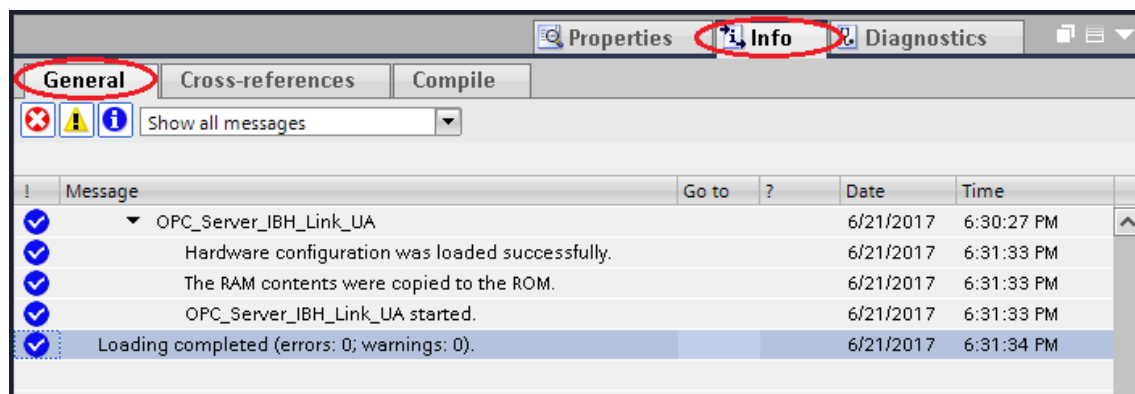 Properties Info Diagnostics
General Cross-references Compile
Show all messages
! Message Go to ? Date Time
OPC_Server_IBH_Link_UA 6/21/2017 6:30:27 PM
Hardware configuration was loaded successfully. 6/21/2017 6:31:33 PM
The RAM contents were copied to the ROM. 6/21/2017 6:31:33 PM
OPC_Server_IBH_Link_UA started. 6/21/2017 6:31:33 PM
Loading completed (errors: 0; warnings: 0). 6/21/2017 6:31:34 PM